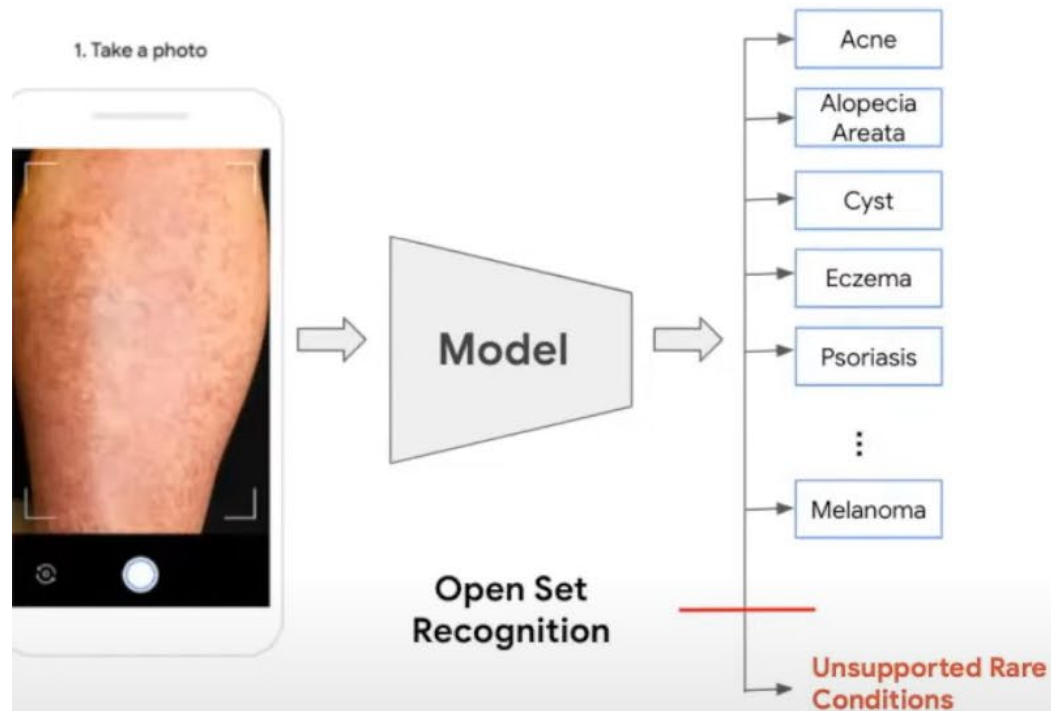 1. Take a photo
Model
Open Set
Recognition
Acne
Alopecia
Areata
Cyst
Eczema
Psoriasis
⋮
Melanoma
Unsupported Rare
Conditions